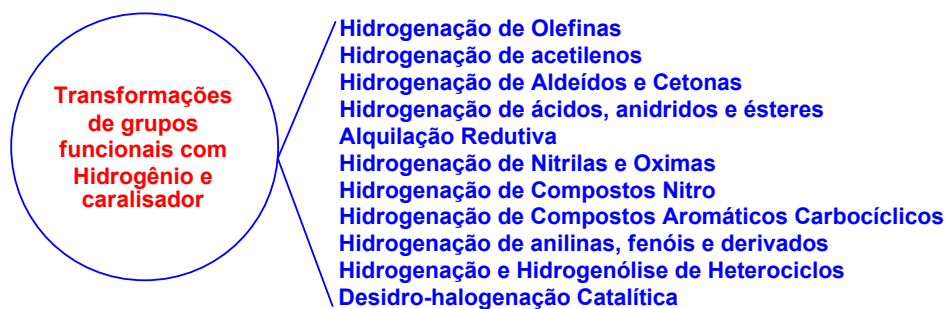 Transformações
de grupos
funcionais com
Hidrogênio e
caralisador
Hidrogenação de Olefinas
Hidrogenação de acetilenos
Hidrogenação de Aldeídos e Cetonas
Hidrogenação de ácidos, anidridos e ésteres
Alquilação Redutiva
Hidrogenação de Nitrilas e Oximas
Hidrogenação de Compostos Nitro
Hidrogenação de Compostos Aromáticos Carbocíclicos
Hidrogenação de anilinas, fenóis e derivados
Hidrogenação e Hidrogenólise de Heterociclos
Desidro-halogenação Catalítica